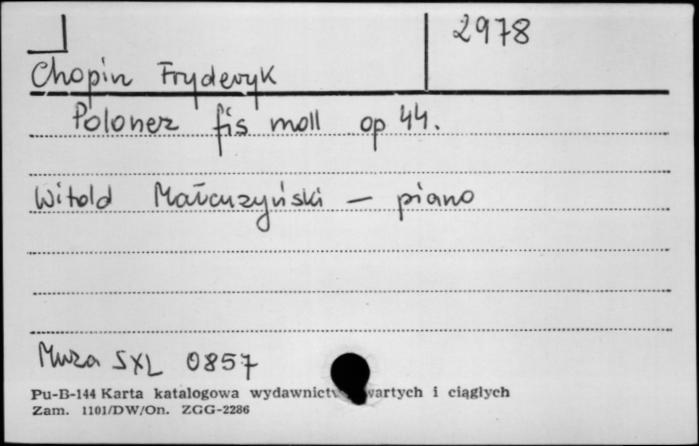 2978
Chopin Fryderyk
Polonez fis moll op 44.
Witold Małcużyński – piano
Muza SXL 0857
Pu-B-144 Karta katalogowa wydawnictw zwartych i ciągłych
Zam. 1101/DW/On. ZGG-2286